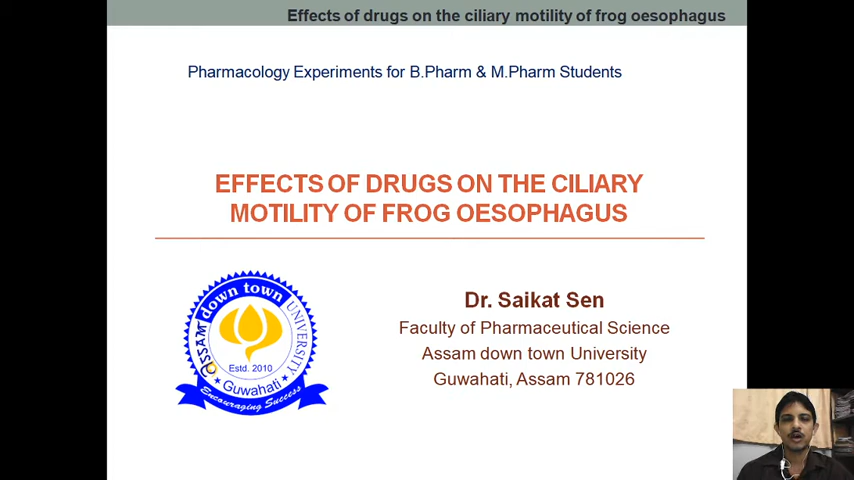 Effects of drugs on the ciliary motility of frog oesophagus
Pharmacology Experiments for B.Pharm & M.Pharm Students
EFFECTS OF DRUGS ON THE CILIARY
MOTILITY OF FROG OESOPHAGUS
Dr. Saikat Sen
Faculty of Pharmaceutical Science
Assam down town University
Guwahati, Assam 781026
assam down town UNIVERSITY
Estd. 2010
Guwahati
Encouraging Success